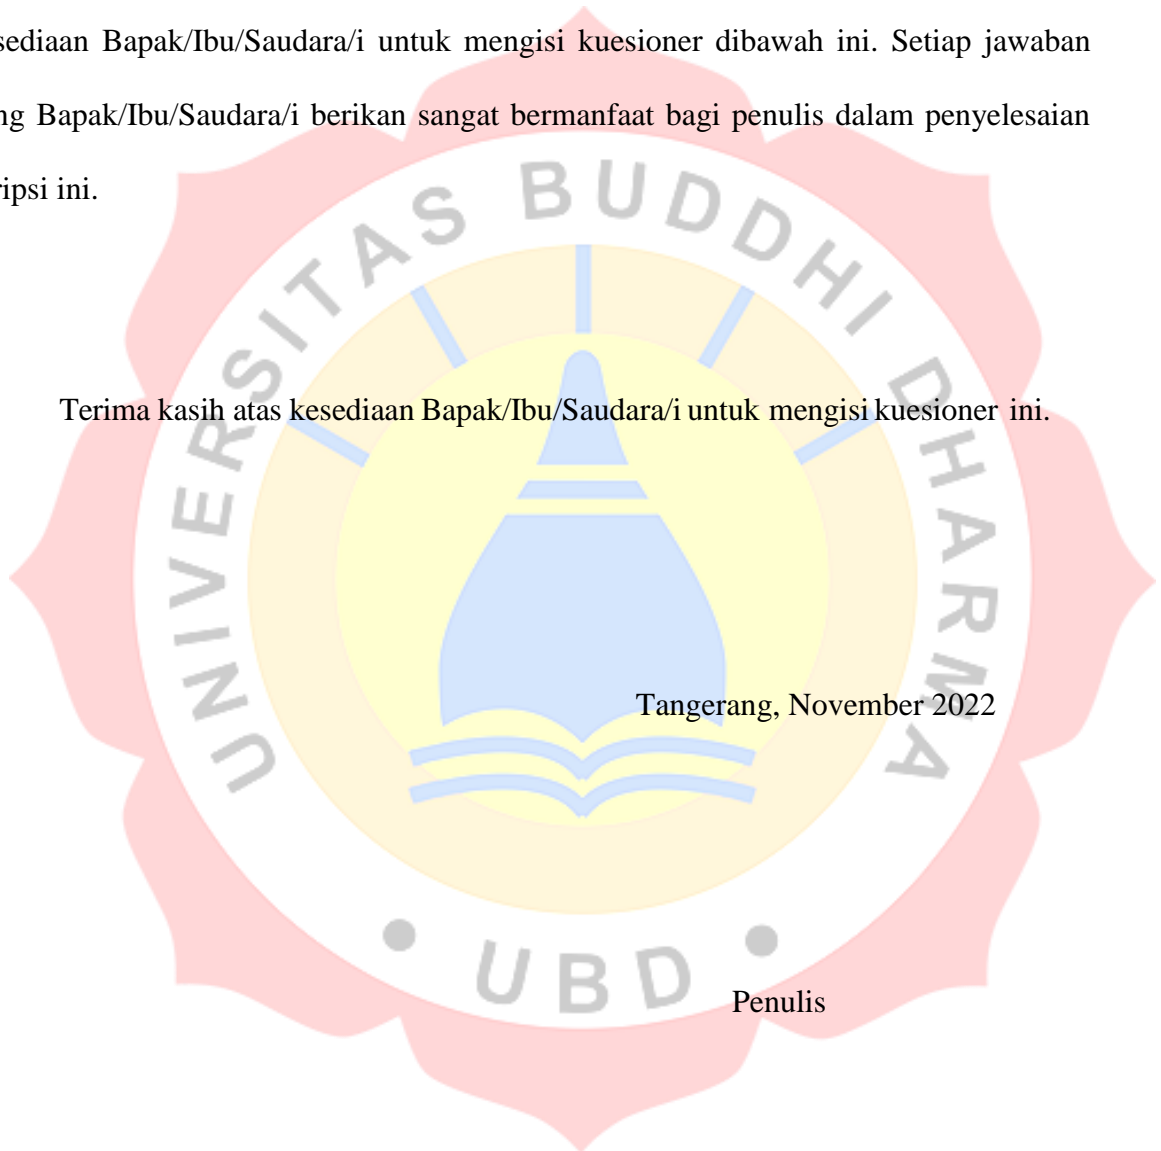 sediaan Bapak/Ibu/Saudara/i untuk mengisi kuesioner dibawah ini. Setiap jawaban
ng Bapak/Ibu/Saudara/i berikan sangat bermanfaat bagi penulis dalam penyelesaian
ripsi ini.
UNIVERSITAS BUDDHI DHARMA
Terima kasih atas kesediaan Bapak/Ibu/Saudara/i untuk mengisi kuesioner ini.
Tangerang, November 2022
• UBD •
Penulis